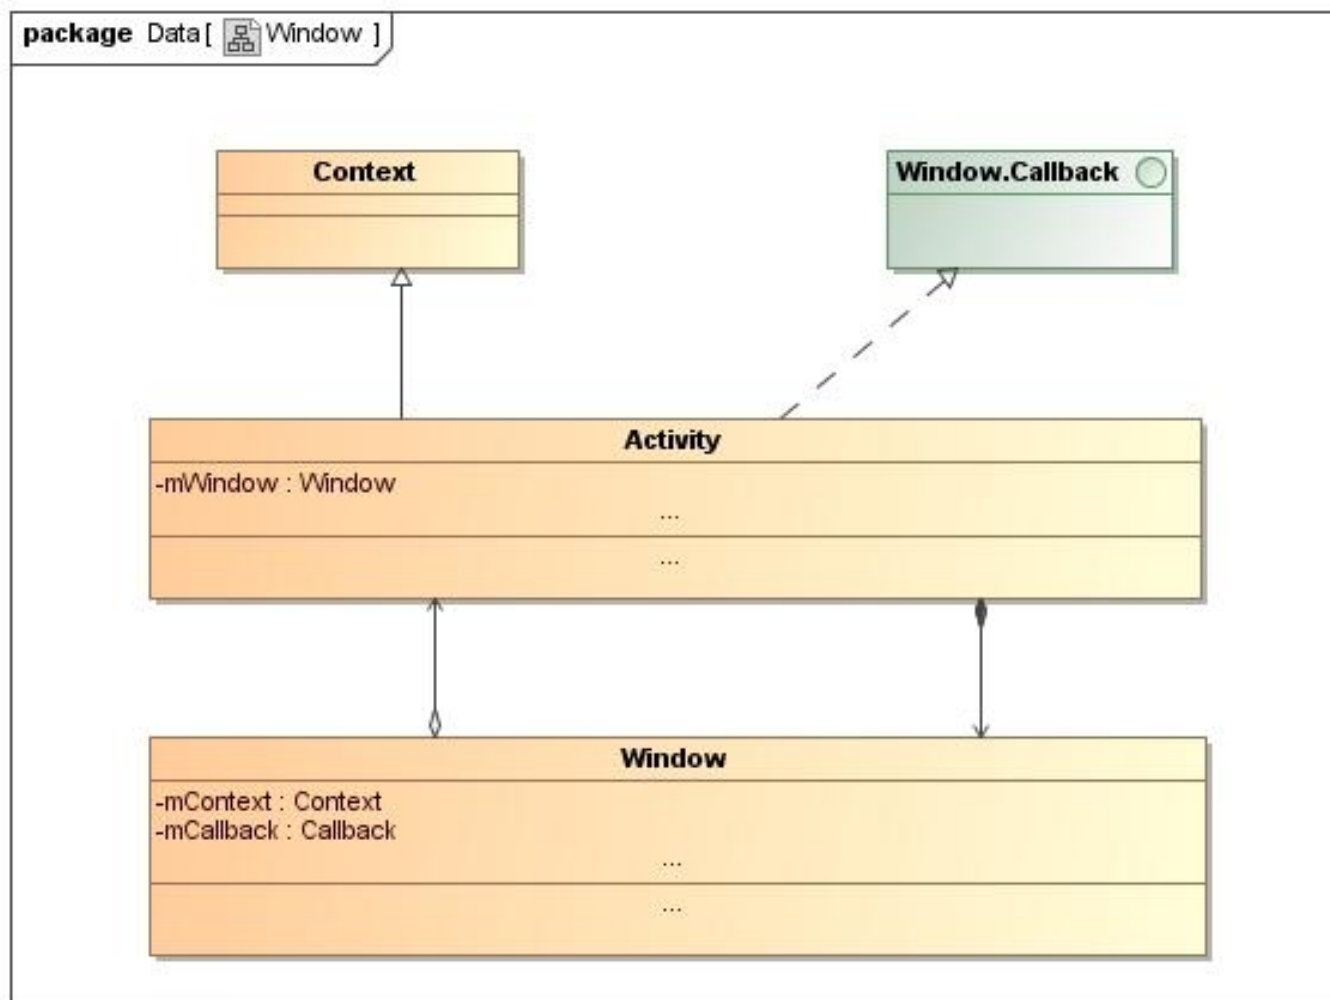 package Data[ Window ]
Context
Window.Callback
Activity
-mWindow : Window
...
...
Window
-mContext : Context
-mCallback : Callback
...
...